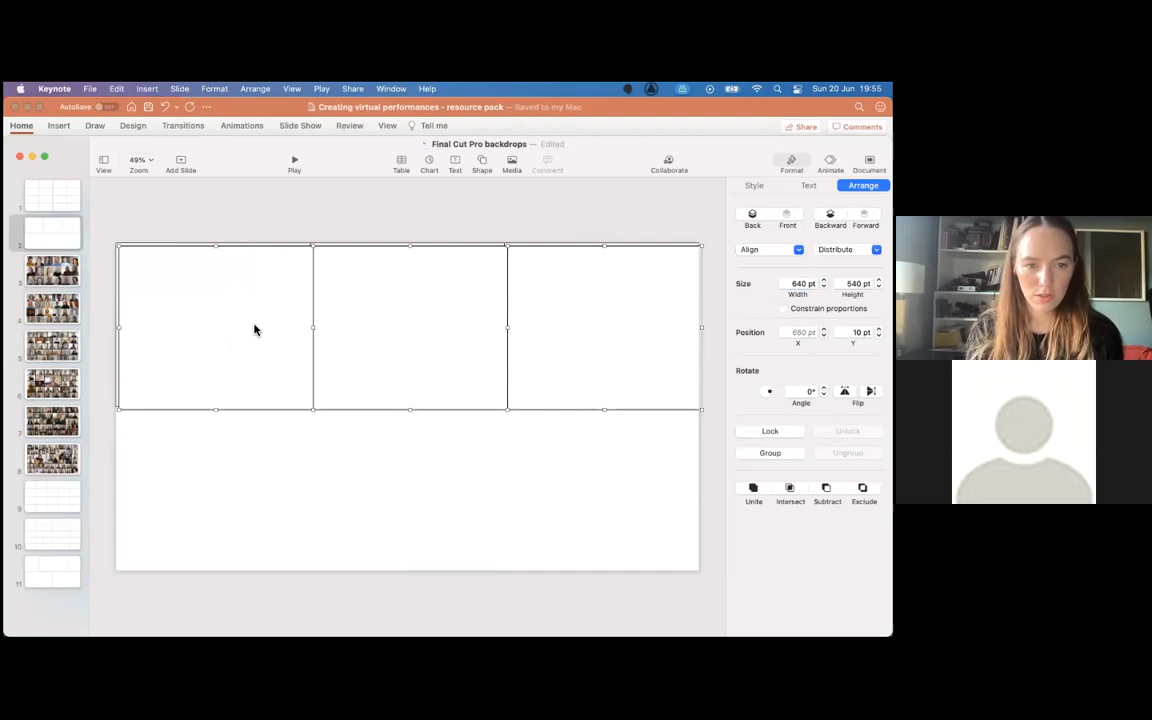 Keynote File Edit Insert Slide Format Arrange View Play Share Window Help Sun 20 Jun 19:55
AutoSave OFF Creating virtual performances - resource pack — Saved to my Mac
Home Insert Draw Design Transitions Animations Slide Show Review View Tell me Share Comments
Final Cut Pro backdrops — Edited
49%
View Zoom Add Slide Play Table Chart Text Shape Media Comment Collaborate Format Animate Document
Style Text Arrange
Back Front Backward Forward
Align Distribute
Size 640 pt 540 pt
Width Height
Constrain proportions
Position 650 pt 10 pt
X Y
Rotate
0°
Angle Flip
Lock Unlock
Group Ungroup
Unite Intersect Subtract Exclude
1
2
3
4
5
6
7
8
9
10
11